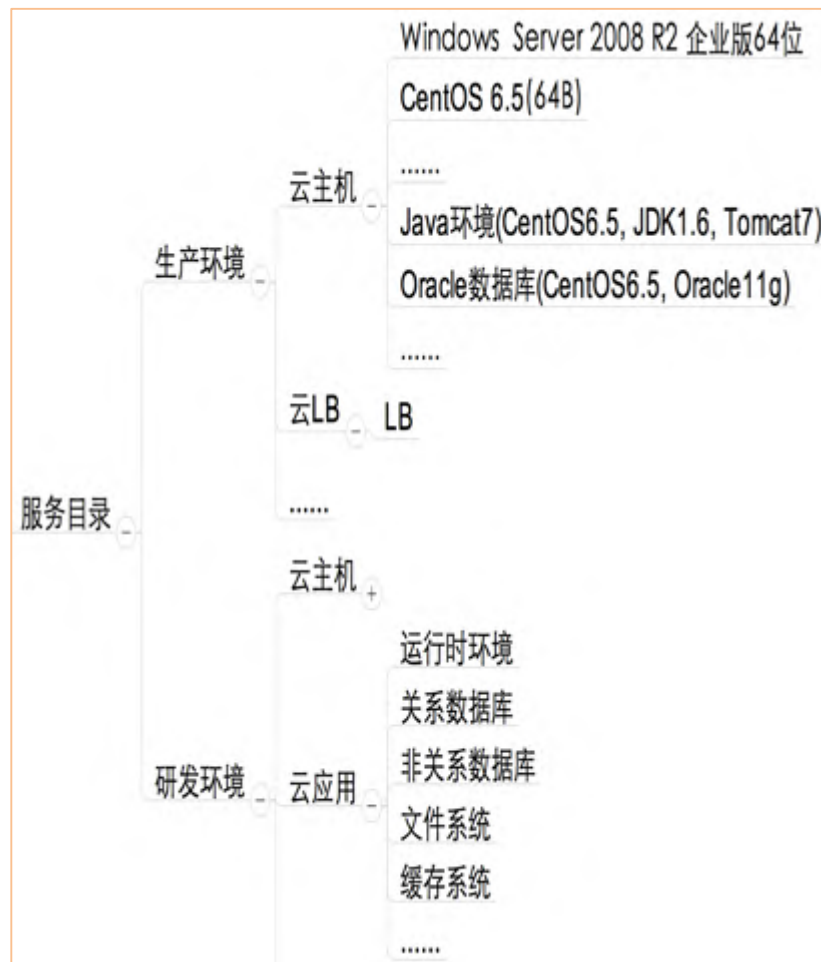 Windows Server 2008 R2 企业版64位
CentOS 6.5(64B)
......
云主机
Java环境(CentOS6.5, JDK1.6, Tomcat7)
生产环境
Oracle数据库(CentOS6.5, Oracle11g)
......
云LB
LB
......
服务目录
云主机
运行时环境
关系数据库
非关系数据库
研发环境
云应用
文件系统
缓存系统
......